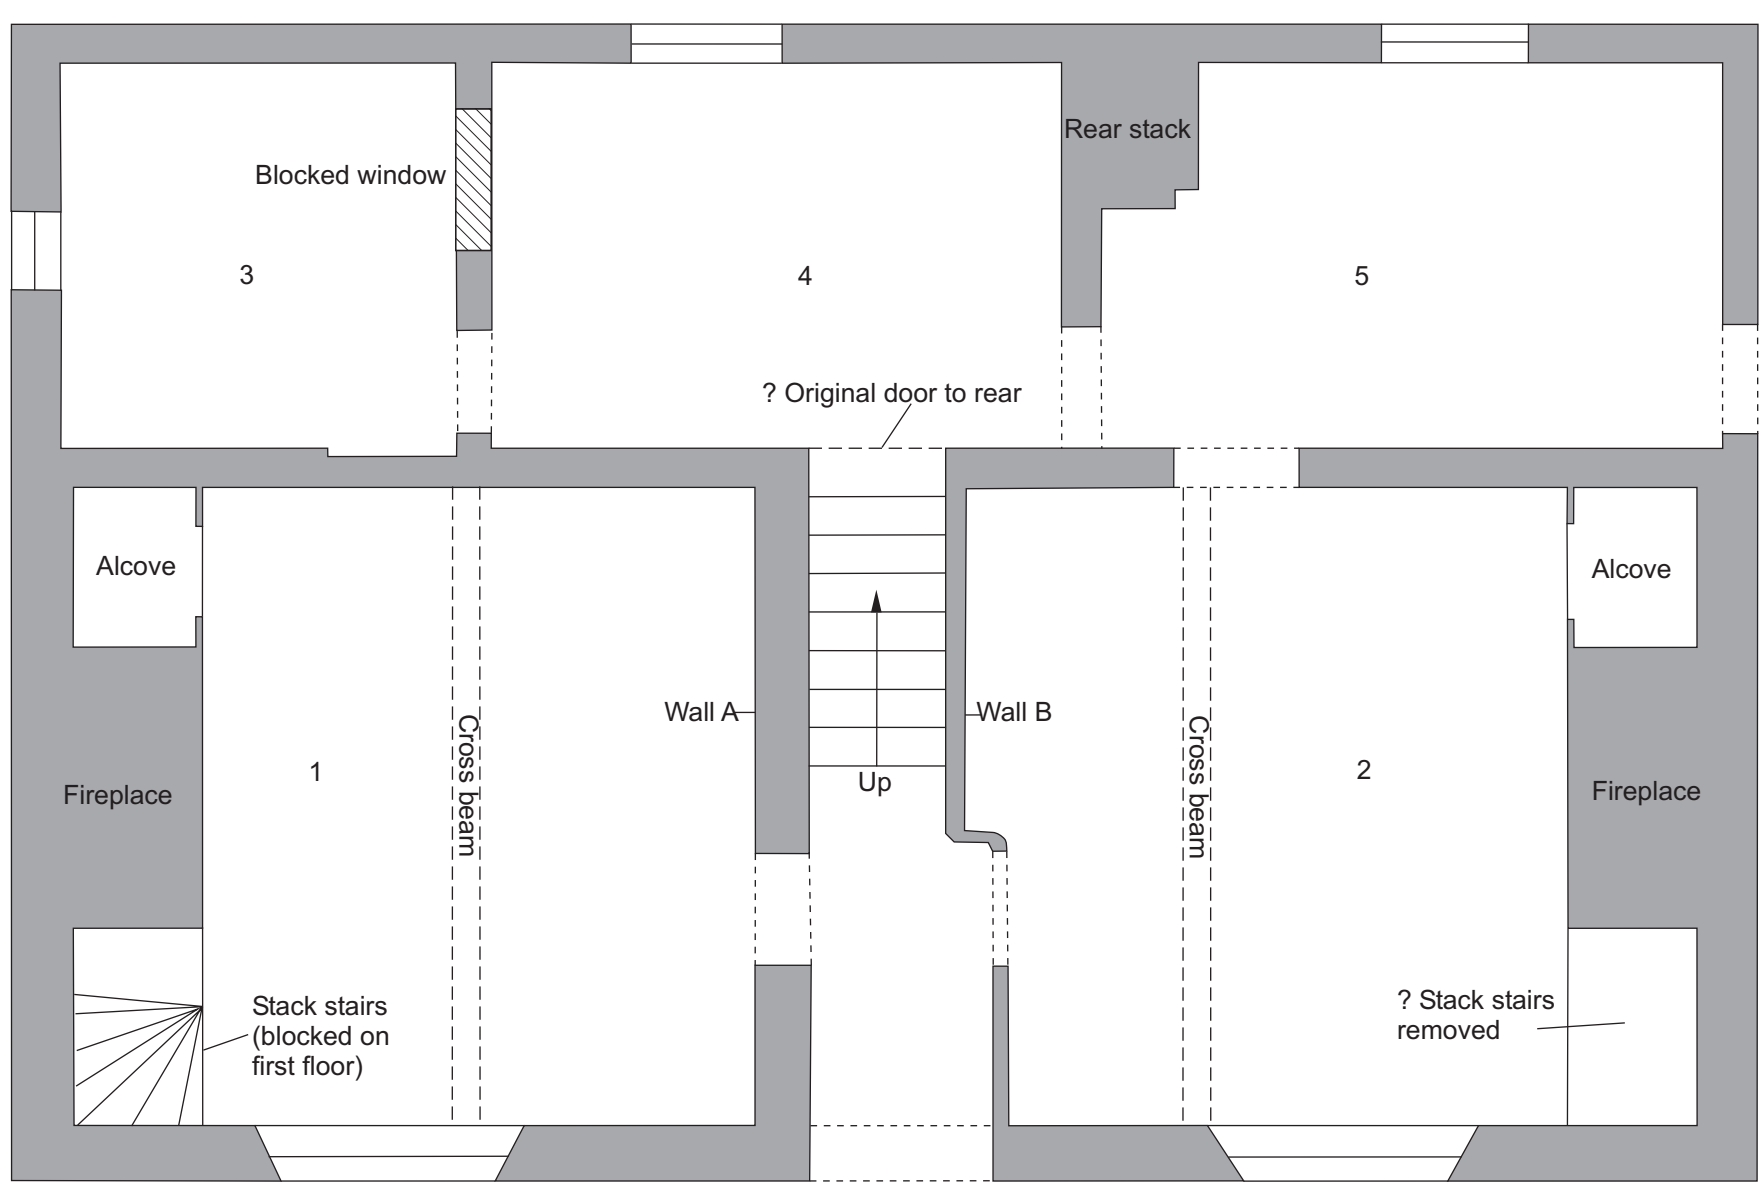 Rear stack
Blocked window
3
4
5
? Original door to rear
Alcove
Alcove
Wall A
Wall B
Cross beam
Cross beam
1
Up
2
Fireplace
Fireplace
Stack stairs
(blocked on
first floor)
? Stack stairs
removed